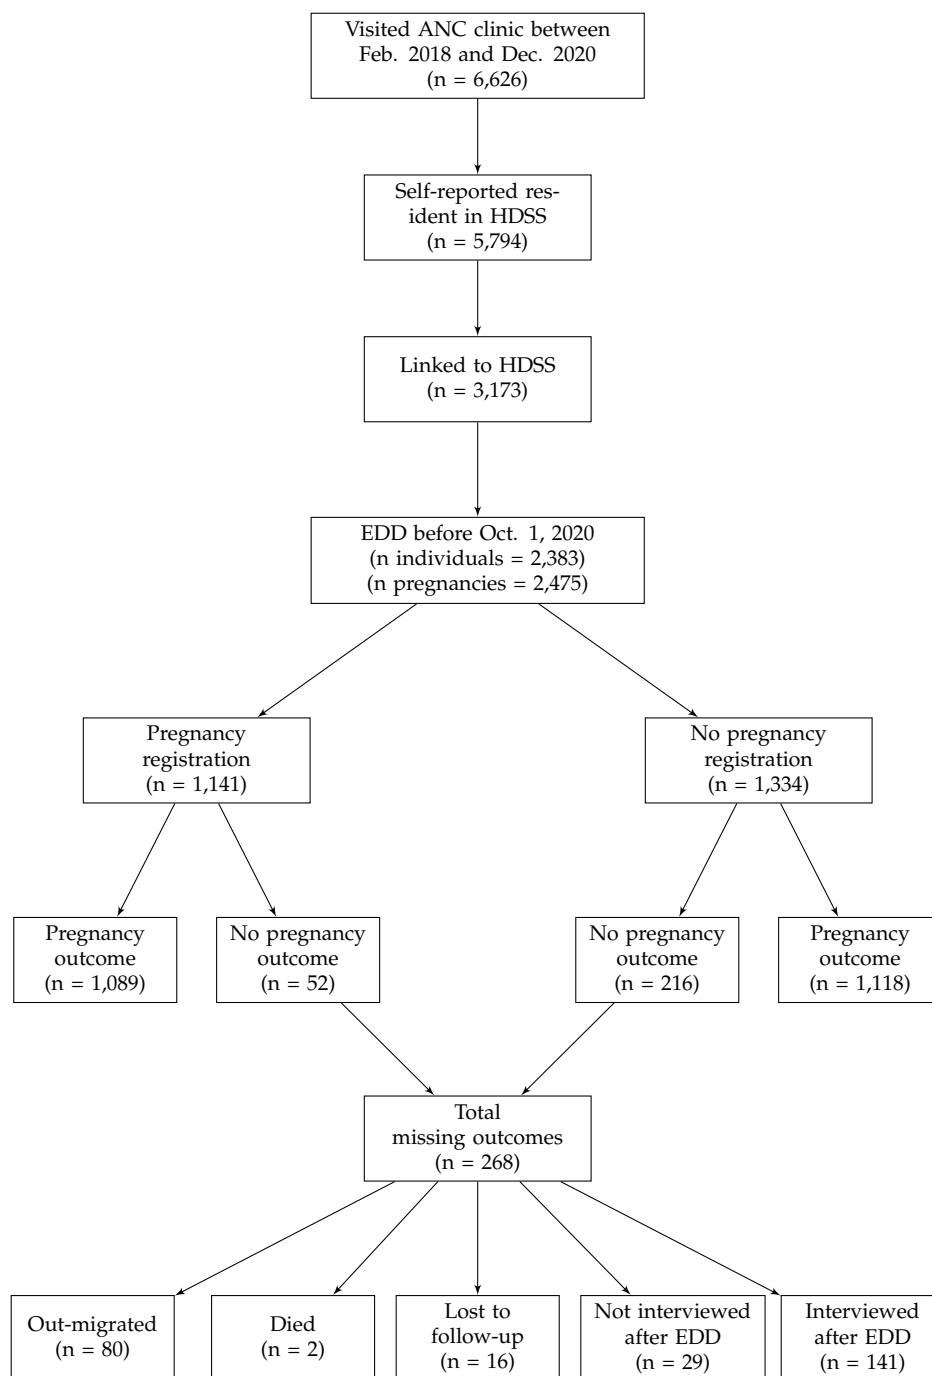 Visited ANC clinic between
Feb. 2018 and Dec. 2020
(n = 6,626)
Self-reported res-
ident in HDSS
(n = 5,794)
Linked to HDSS
(n = 3,173)
EDD before Oct. 1, 2020
(n individuals = 2,383)
(n pregnancies = 2,475)
Pregnancy
registration
(n = 1,141)
No pregnancy
registration
(n = 1,334)
Pregnancy
outcome
(n = 1,089)
No pregnancy
outcome
(n = 52)
No pregnancy
outcome
(n = 216)
Pregnancy
outcome
(n = 1,118)
Total
missing outcomes
(n = 268)
Out-migrated
(n = 80)
Died
(n = 2)
Lost to
follow-up
(n = 16)
Not interviewed
after EDD
(n = 29)
Interviewed
after EDD
(n = 141)